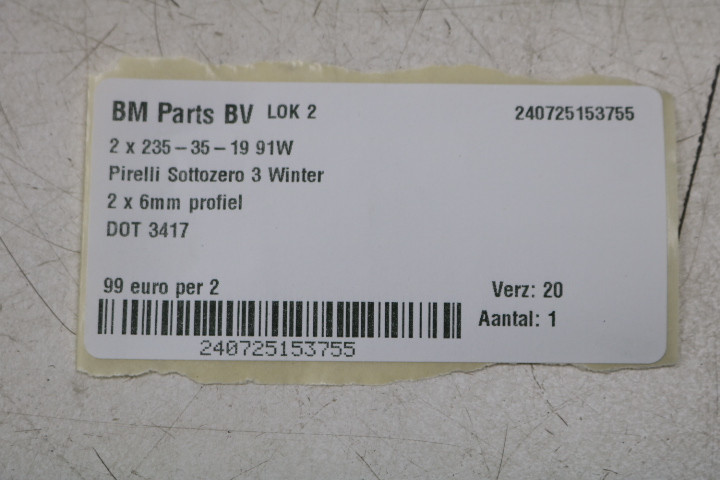 BM Parts BV LOK 2 240725153755
2 x 235-35-19 91W
Pirelli Sottozero 3 Winter
2 x 6mm profiel
DOT 3417
99 euro per 2 Verz: 20
Aantal: 1
240725153755